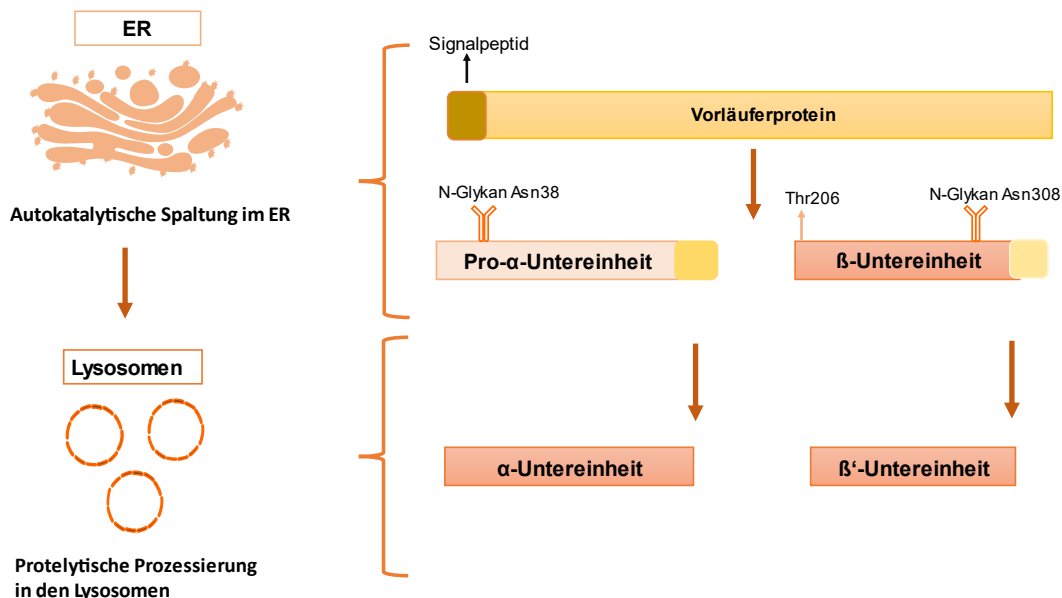 ER
Signalpeptid
Vorläuferprotein
Autokatalytische Spaltung im ER
N-Glykan Asn38
Thr206
N-Glykan Asn308
Pro-α-Untereinheit
ß-Untereinheit
Lysosomen
α-Untereinheit
ß‘-Untereinheit
Protelytische Prozessierung
in den Lysosomen